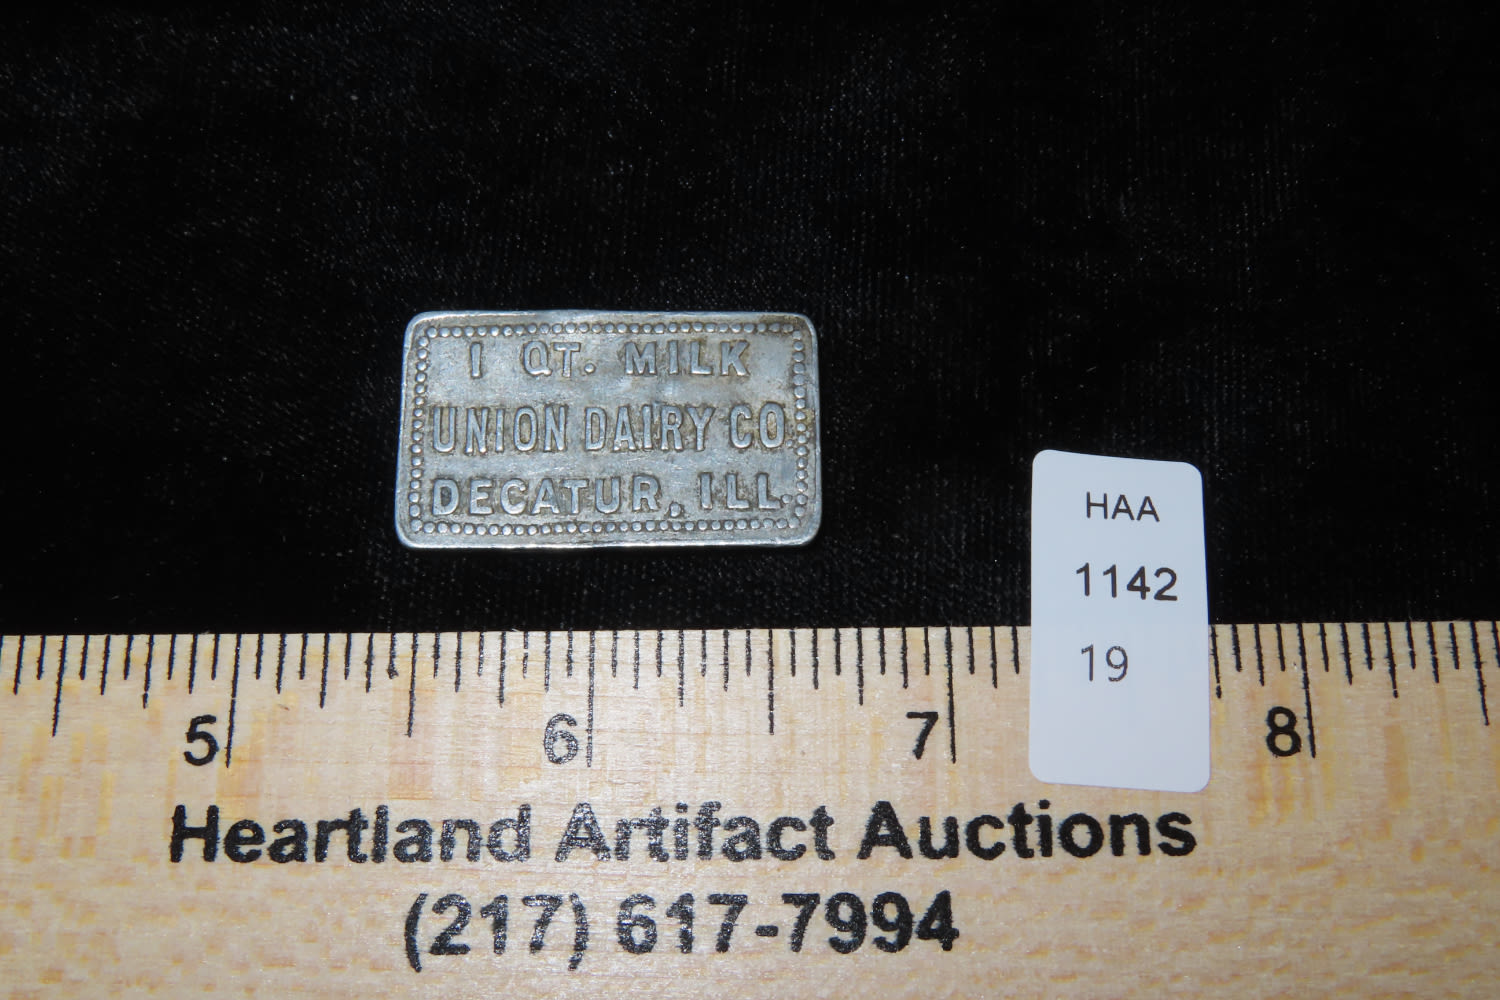 1 QT. MILK
UNION DAIRY CO
DECATUR, ILL.
HAA
1142
19
5 6 7 8
Heartland Artifact Auctions
(217) 617-7994